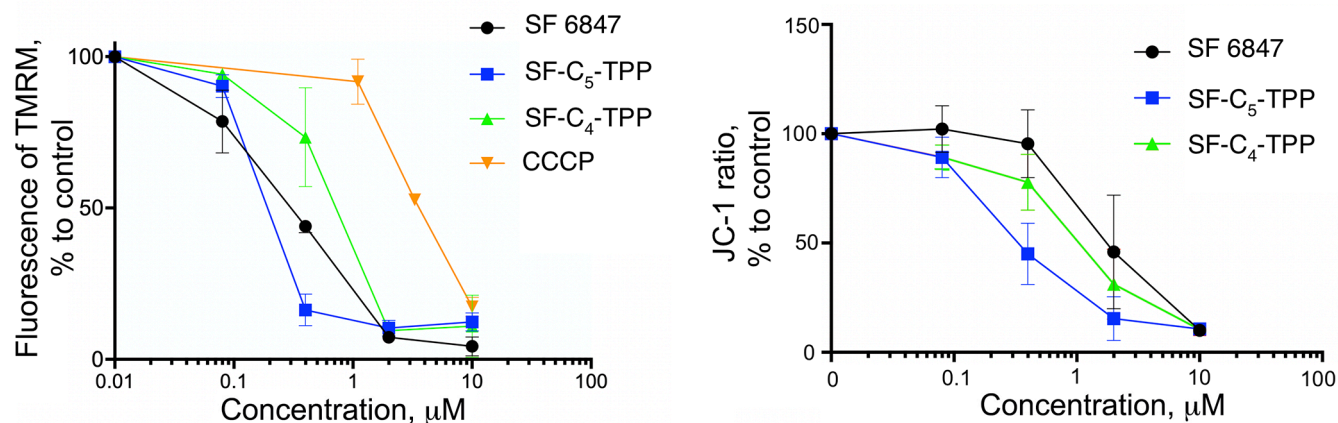 Fluorescence of TMRM,
% to control
100
50
0
0.01 0.1 1 10 100
Concentration, μM
SF 6847
SF-C₅-TPP
SF-C₄-TPP
CCCP
JC-1 ratio,
% to control
150
100
50
0
0 0.1 1 10 100
Concentration, μM
SF 6847
SF-C₅-TPP
SF-C₄-TPP